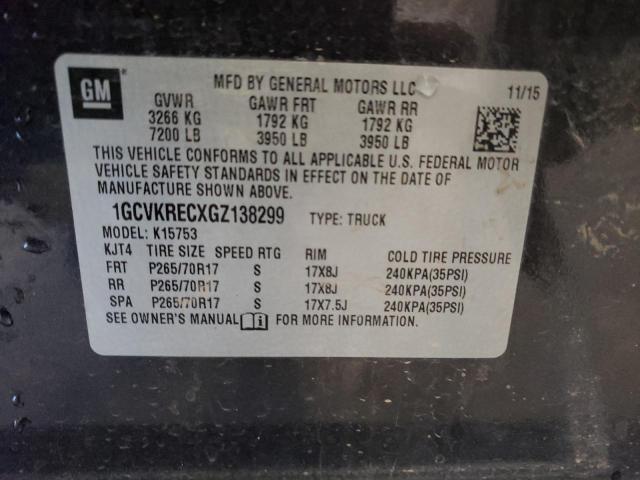 GM
MFD BY GENERAL MOTORS LLC 11/15
GVWR GAWR FRT GAWR RR
3266 KG 1792 KG 1792 KG
7200 LB 3950 LB 3950 LB
THIS VEHICLE CONFORMS TO ALL APPLICABLE U.S. FEDERAL MOTOR
VEHICLE SAFETY STANDARDS IN EFFECT ON THE DATE OF
MANUFACTURE SHOWN ABOVE.
1GCVKRECXGZ138299 TYPE: TRUCK
MODEL: K15753
KJT4 TIRE SIZE SPEED RTG RIM COLD TIRE PRESSURE
FRT P265/70R17 S 17X8J 240KPA(35PSI)
RR P265/70R17 S 17X8J 240KPA(35PSI)
SPA P265/70R17 S 17X7.5J 240KPA(35PSI)
SEE OWNER'S MANUAL FOR MORE INFORMATION.